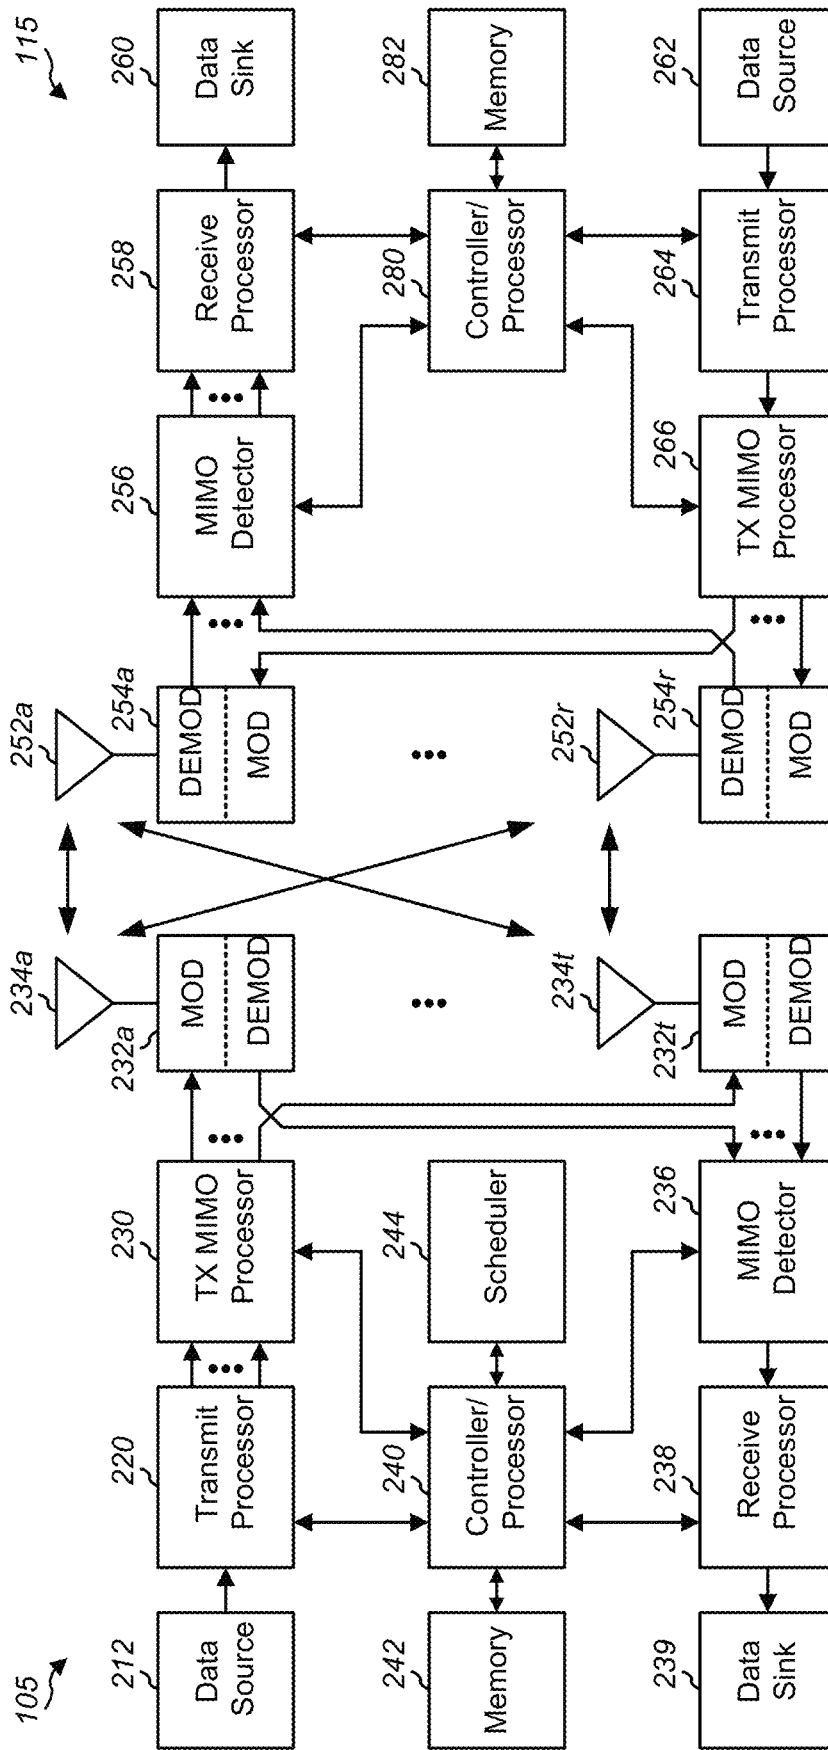 105
115
212
Data
Source
220
Transmit
Processor
230
TX MIMO
Processor
232a
MOD
DEMOD
234a
252a
254a
DEMOD
MOD
256
MIMO
Detector
258
Receive
Processor
260
Data
Sink
242
Memory
240
Controller/
Processor
244
Scheduler
280
Controller/
Processor
282
Memory
239
Data
Sink
238
Receive
Processor
236
MIMO
Detector
232t
MOD
DEMOD
234t
252r
254r
DEMOD
MOD
266
TX MIMO
Processor
264
Transmit
Processor
262
Data
Source